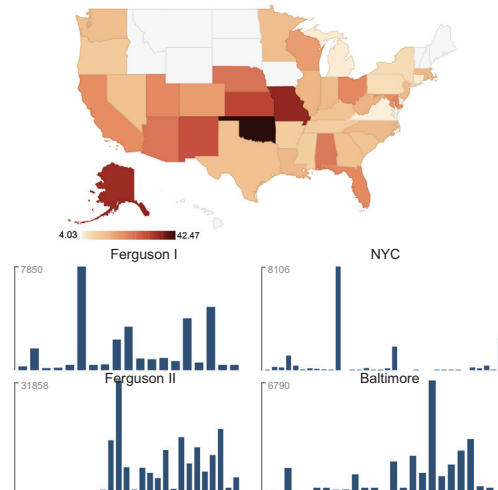 4.03 42.47
Ferguson I NYC
7850 8106
Ferguson II Baltimore
31858 6790